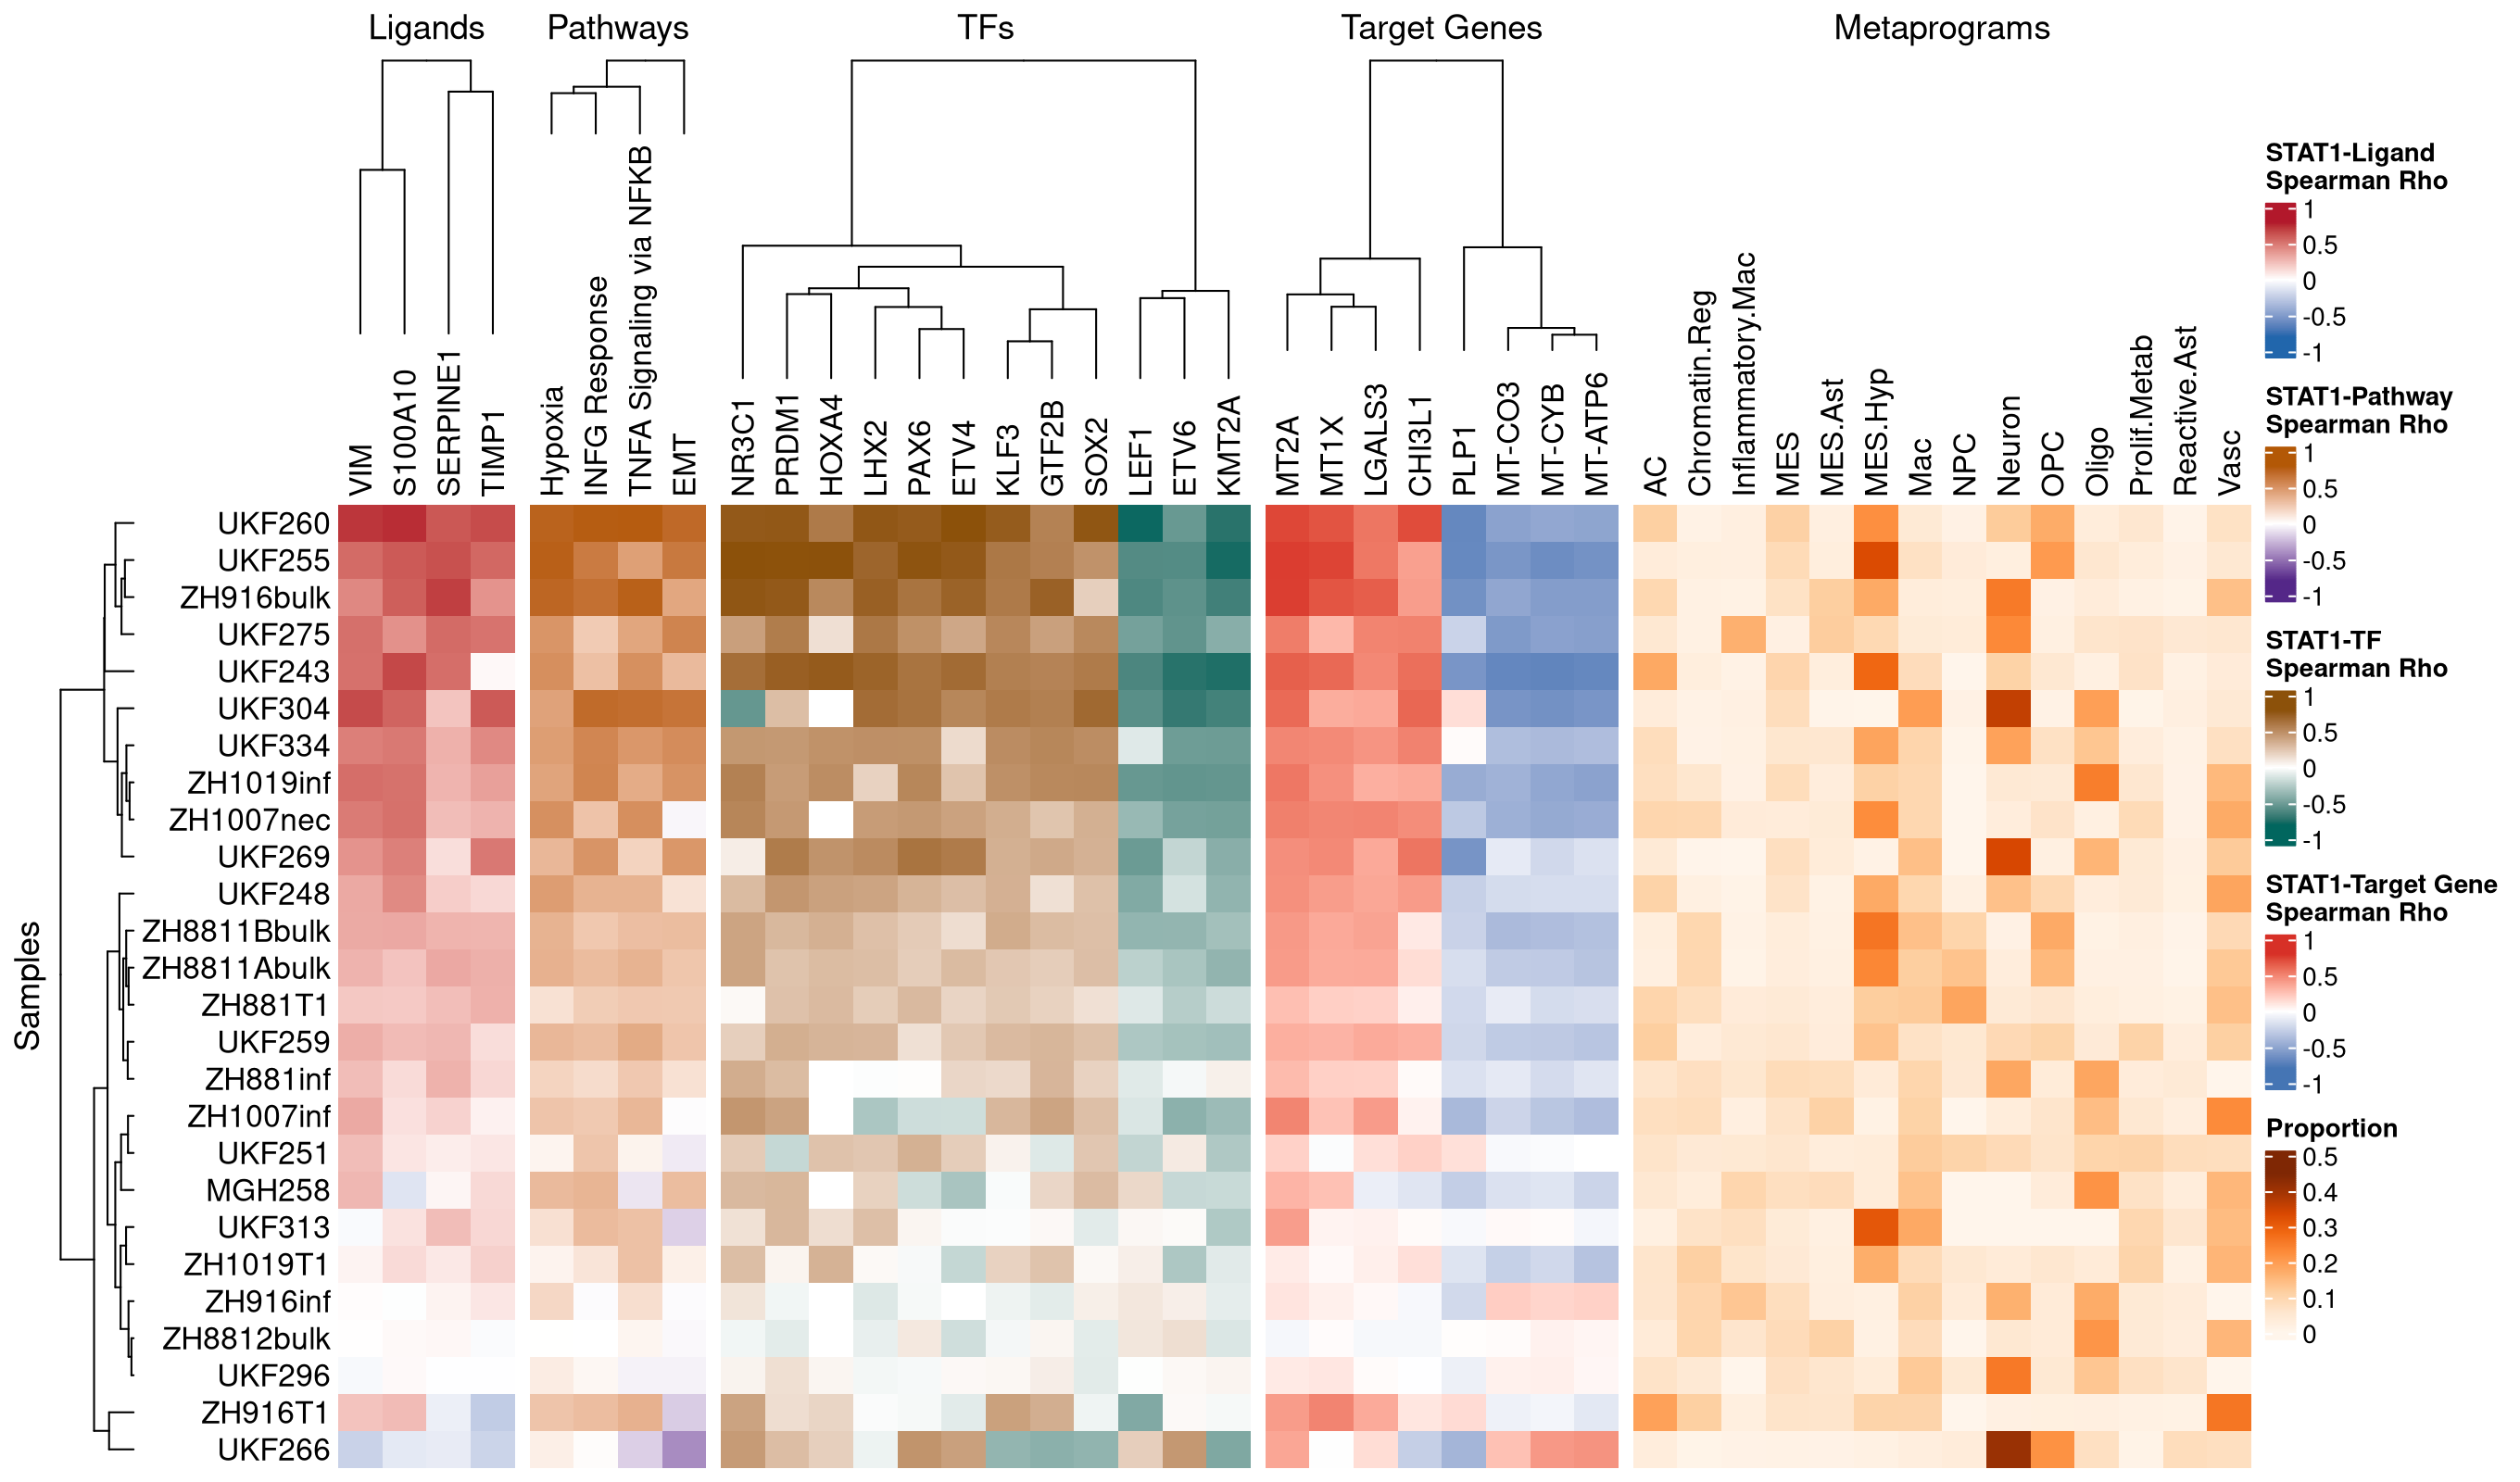 Ligands
Pathways
TFs
Target Genes
Metaprograms
VIM
S100A10
SERPINE1
TIMP1
Hypoxia
INFG Response
TNFA Signaling via NFKB
EMT
NR3C1
PRDM1
HOXA4
LHX2
PAX6
ETV4
KLF3
GTF2B
SOX2
LEF1
ETV6
KMT2A
MT2A
MT1X
LGALS3
CHI3L1
PLP1
MT-CO3
MT-CYB
MT-ATP6
AC
Chromatin.Reg
Inflammatory.Mac
MES
MES.Ast
MES.Hyp
Mac
NPC
Neuron
OPC
Oligo
Prolif.Metab
Reactive.Ast
Vasc
Samples
UKF260
UKF255
ZH916bulk
UKF275
UKF243
UKF304
UKF334
ZH1019inf
ZH1007nec
UKF269
UKF248
ZH8811Bbulk
ZH8811Abulk
ZH881T1
UKF259
ZH881inf
ZH1007inf
UKF251
MGH258
UKF313
ZH1019T1
ZH916inf
ZH8812bulk
UKF296
ZH916T1
UKF266
STAT1-Ligand
Spearman Rho
1
0.5
0
-0.5
-1
STAT1-Pathway
Spearman Rho
1
0.5
0
-0.5
-1
STAT1-TF
Spearman Rho
1
0.5
0
-0.5
-1
STAT1-Target Gene
Spearman Rho
1
0.5
0
-0.5
-1
Proportion
0.5
0.4
0.3
0.2
0.1
0